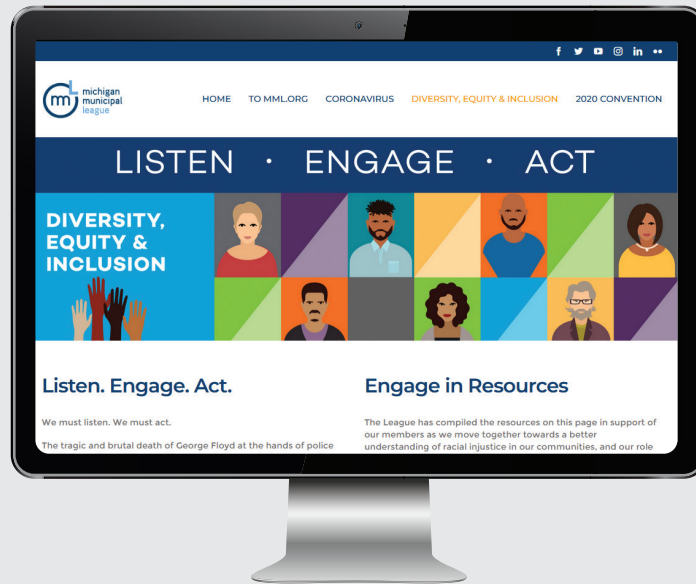 michigan
municipal
league
HOME TO MML.ORG CORONAVIRUS DIVERSITY, EQUITY & INCLUSION 2020 CONVENTION
LISTEN · ENGAGE · ACT
DIVERSITY,
EQUITY &
INCLUSION
Listen. Engage. Act.
We must listen. We must act.
The tragic and brutal death of George Floyd at the hands of police
Engage in Resources
The League has compiled the resources on this page in support of
our members as we move together towards a better
understanding of racial injustice in our communities, and our role